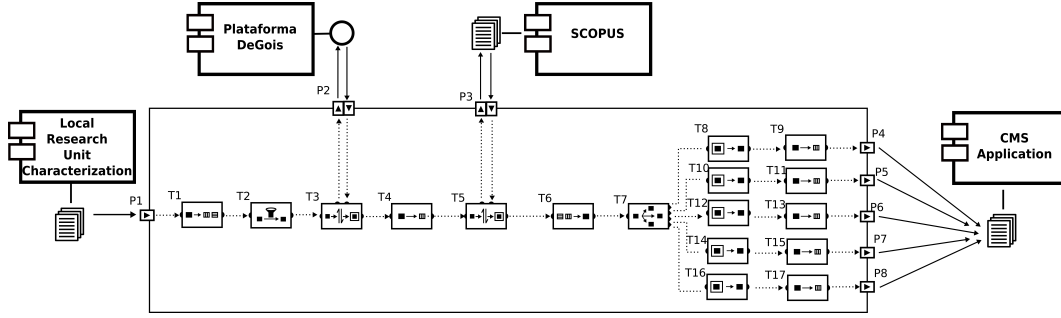 Plataforma
DeGois
SCOPUS
P2
P3
Local
Research
Unit
Characterization
CMS
Application
P1
T1
T2
T3
T4
T5
T6
T7
T8
T9
T10
T11
T12
T13
T14
T15
T16
T17
P4
P5
P6
P7
P8